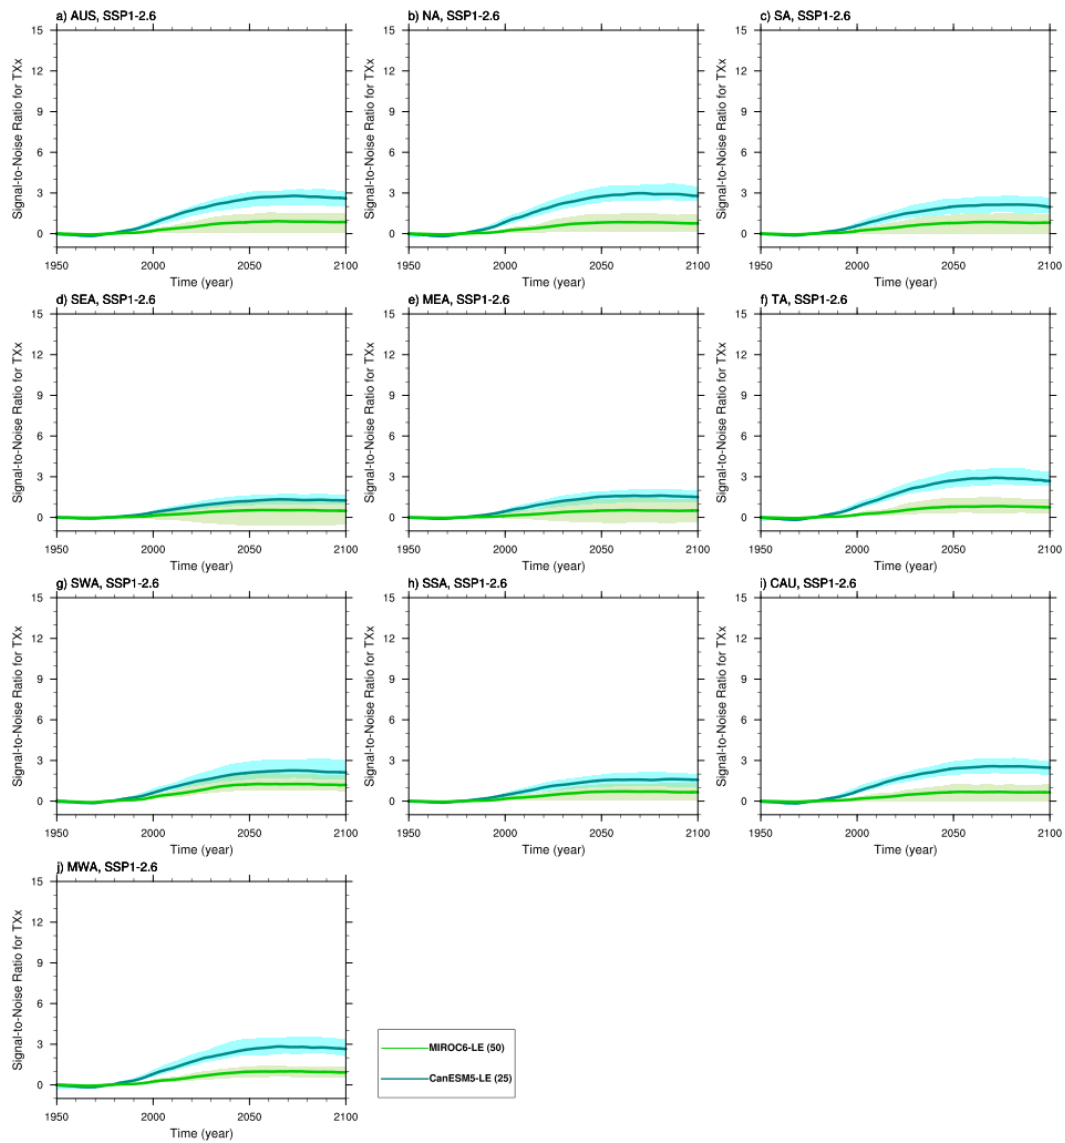 a) AUS, SSP1-2.6
b) NA, SSP1-2.6
c) SA, SSP1-2.6
Signal-to-Noise Ratio for TXx
15
12
9
6
3
0
1950 2000 2050 2100
Time (year)
Signal-to-Noise Ratio for TXx
15
12
9
6
3
0
1950 2000 2050 2100
Time (year)
Signal-to-Noise Ratio for TXx
15
12
9
6
3
0
1950 2000 2050 2100
Time (year)
d) SEA, SSP1-2.6
e) MEA, SSP1-2.6
f) TA, SSP1-2.6
Signal-to-Noise Ratio for TXx
15
12
9
6
3
0
1950 2000 2050 2100
Time (year)
Signal-to-Noise Ratio for TXx
15
12
9
6
3
0
1950 2000 2050 2100
Time (year)
Signal-to-Noise Ratio for TXx
15
12
9
6
3
0
1950 2000 2050 2100
Time (year)
g) SWA, SSP1-2.6
h) SSA, SSP1-2.6
i) CAU, SSP1-2.6
Signal-to-Noise Ratio for TXx
15
12
9
6
3
0
1950 2000 2050 2100
Time (year)
Signal-to-Noise Ratio for TXx
15
12
9
6
3
0
1950 2000 2050 2100
Time (year)
Signal-to-Noise Ratio for TXx
15
12
9
6
3
0
1950 2000 2050 2100
Time (year)
j) MWA, SSP1-2.6
Signal-to-Noise Ratio for TXx
15
12
9
6
3
0
1950 2000 2050 2100
Time (year)
MIROC6-LE (50)
CanESM5-LE (25)